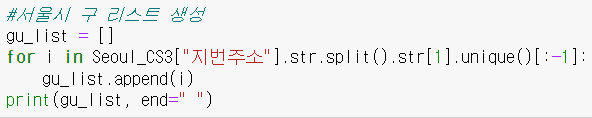 #서울시 구 리스트 생성
gu_list = []
for i in Seoul_CS3["지번주소"].str.split().str[1].unique()[:-1]:
    gu_list.append(i)
print(gu_list, end=" ")